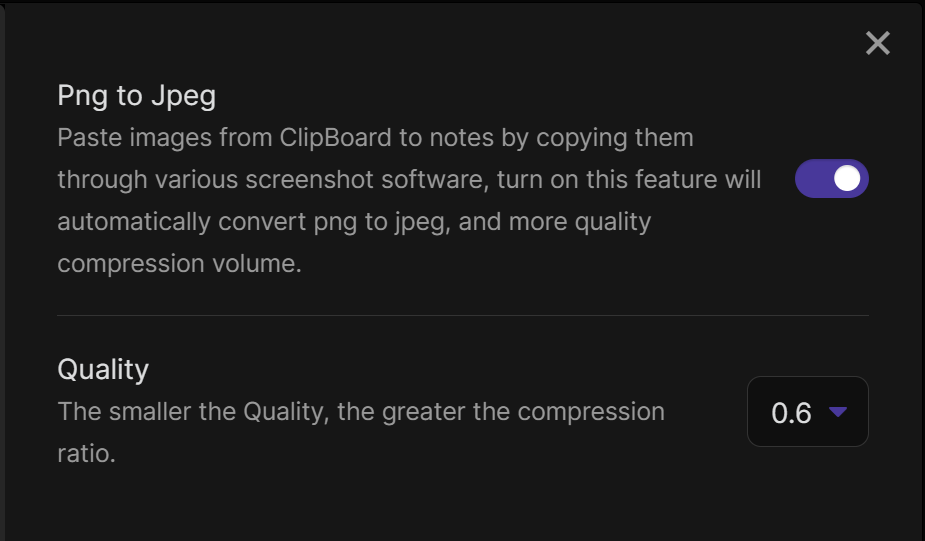 Png to Jpeg
Paste images from ClipBoard to notes by copying them
through various screenshot software, turn on this feature will
automatically convert png to jpeg, and more quality
compression volume.
Quality
The smaller the Quality, the greater the compression
ratio.
0.6